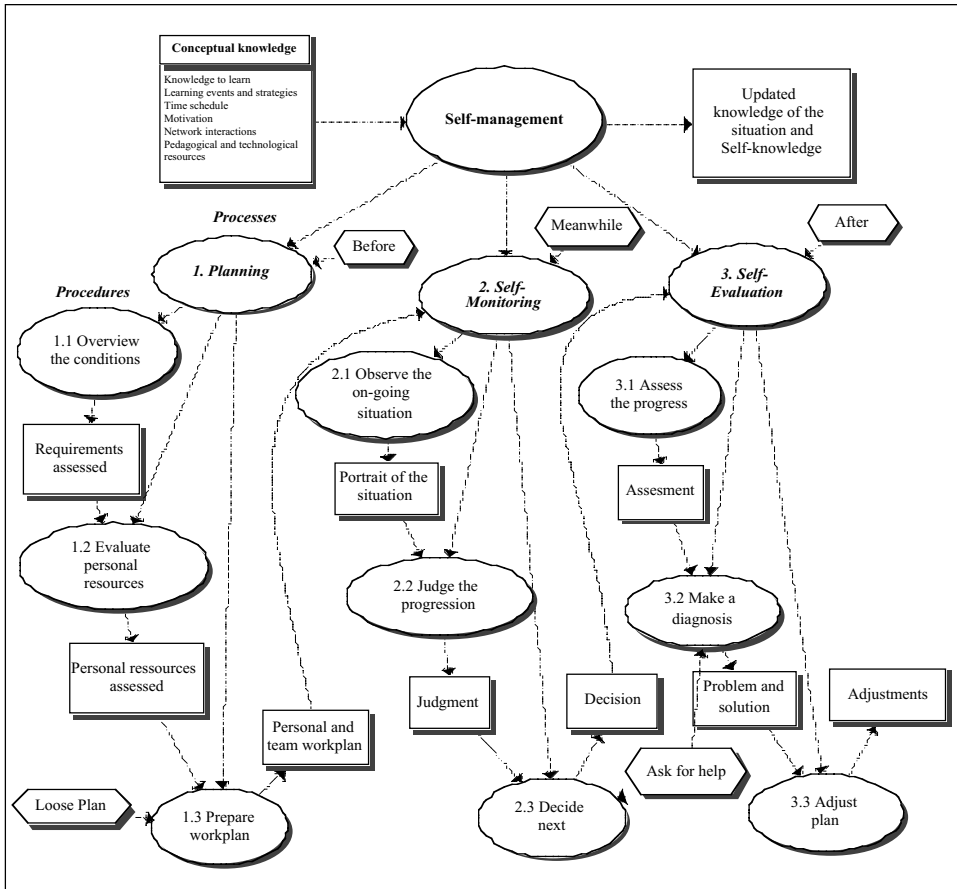 Conceptual knowledge
Knowledge to learn
Learning events and strategies
Time schedule
Motivation
Network interactions
Pedagogical and technological
resources
Self-management
Updated
knowledge of the
situation and
Self-knowledge
Processes
Before
Meanwhile
After
1. Planning
2. Self-
Monitoring
3. Self-
Evaluation
Procedures
1.1 Overview
the conditions
2.1 Observe the
on-going
situation
3.1 Assess
the progress
Requirements
assessed
Portrait of the
situation
Assesment
1.2 Evaluate
personal
resources
2.2 Judge the
progression
3.2 Make a
diagnosis
Personal ressources
assessed
Judgment
Decision
Problem and
solution
Adjustments
Personal and
team workplan
Ask for help
Loose Plan
1.3 Prepare
workplan
2.3 Decide
next
3.3 Adjust
plan